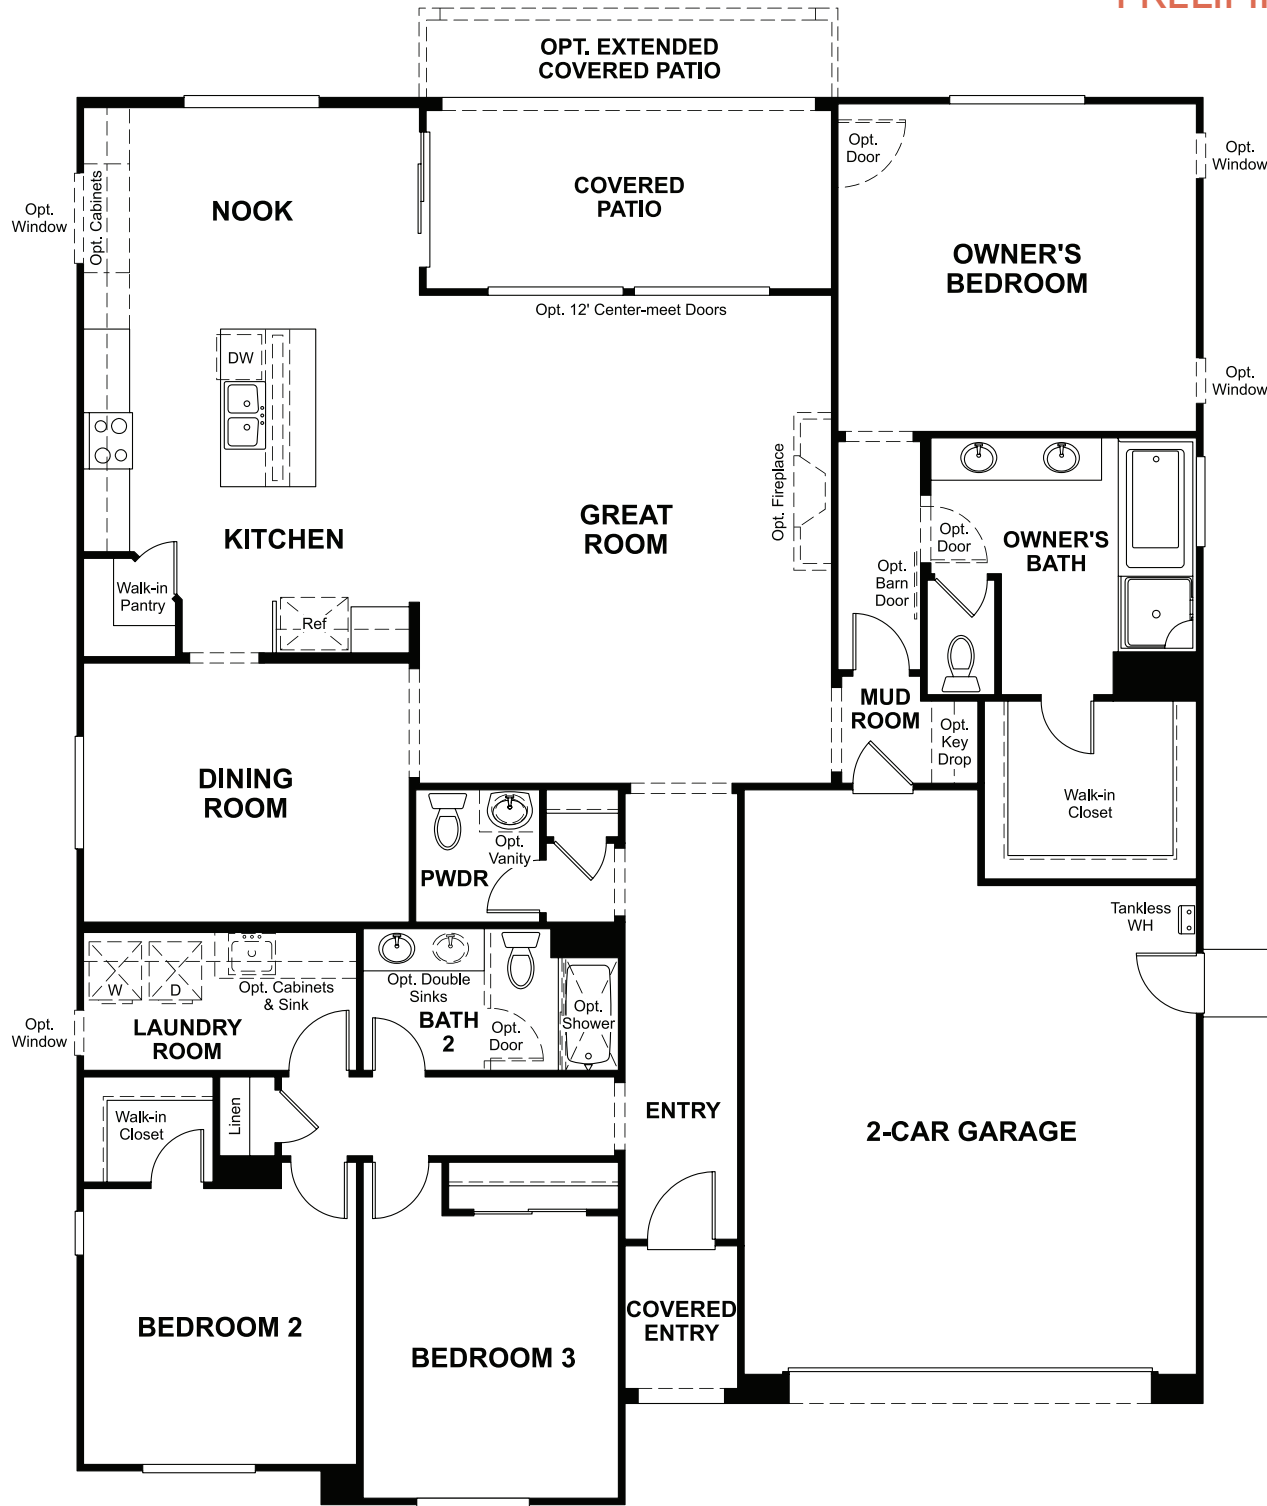 OPT. EXTENDED
COVERED PATIO
Opt.
Door
Opt.
Window
COVERED
PATIO
Opt. Cabinets
NOOK
Opt.
Window
OWNER'S
BEDROOM
Opt. 12' Center-meet Doors
DW
Opt.
Window
Opt. Fireplace
GREAT
ROOM
KITCHEN
Opt.
Door
OWNER'S
BATH
Opt.
Barn
Door
Walk-in
Pantry
Ref
MUD
ROOM
Opt.
Key
Drop
DINING
ROOM
Walk-in
Closet
Opt.
Vanity
PWDR
Tankless
WH
W
D
Opt. Cabinets
& Sink
Opt. Double
Sinks
Opt.
Shower
Opt.
Window
LAUNDRY
ROOM
BATH
2
Opt.
Door
Walk-in
Closet
Linen
ENTRY
2-CAR GARAGE
COVERED
ENTRY
BEDROOM 2
BEDROOM 3